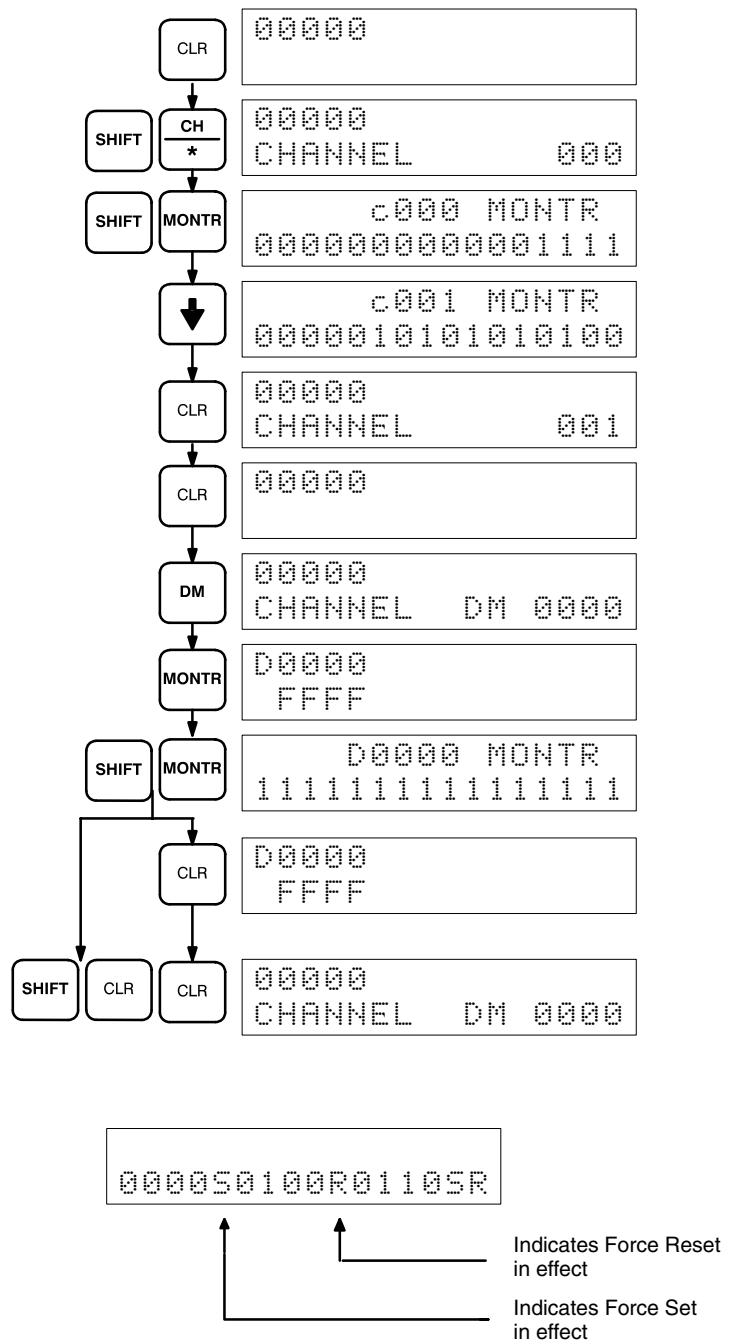 CLR
00000
SHIFT
CH
*
00000
CHANNEL 000
SHIFT
MONTR
c000 MONTR
0000000000001111
c001 MONTR
0000010101010100
CLR
00000
CHANNEL 001
CLR
00000
DM
00000
CHANNEL DM 0000
MONTR
D0000
FFFF
SHIFT
MONTR
D0000 MONTR
1111111111111111
CLR
D0000
FFFF
SHIFT
CLR
CLR
00000
CHANNEL DM 0000
0000S0100R0110SR
Indicates Force Reset
in effect
Indicates Force Set
in effect